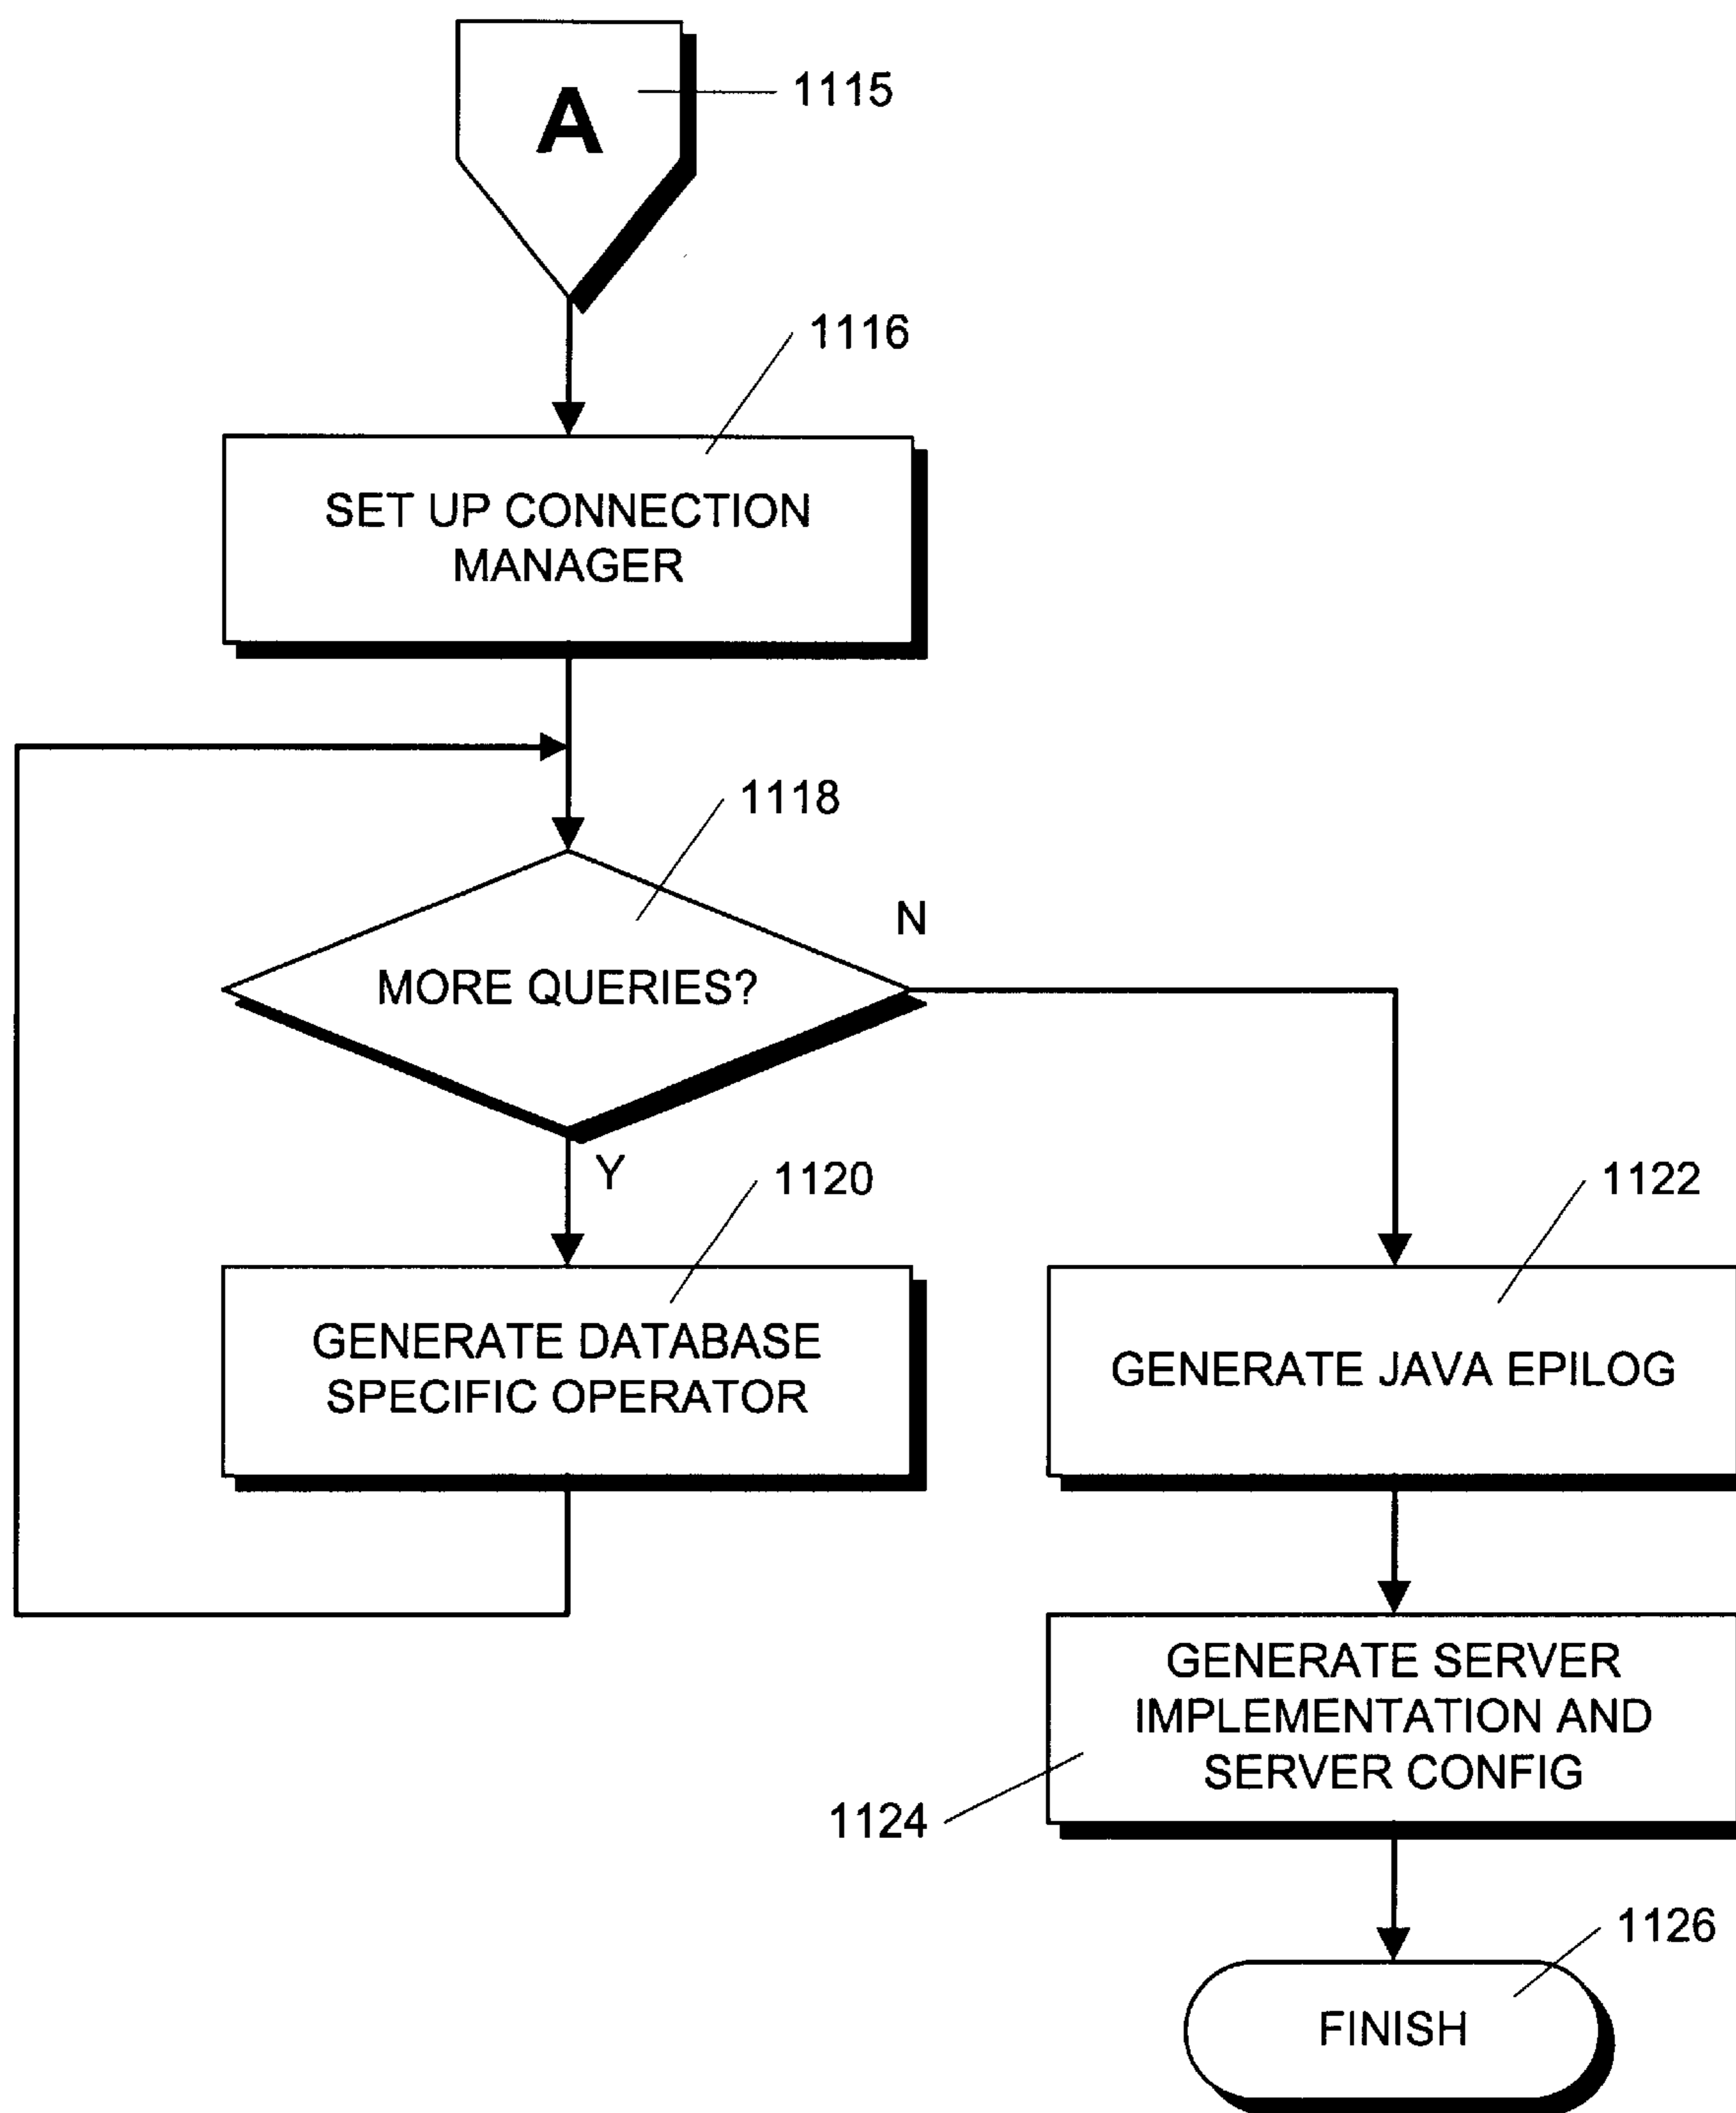 A
1115
1116
SET UP CONNECTION
MANAGER
1118
N
MORE QUERIES?
Y
1120
1122
GENERATE DATABASE
SPECIFIC OPERATOR
GENERATE JAVA EPILOG
GENERATE SERVER
IMPLEMENTATION AND
SERVER CONFIG
1124
1126
FINISH